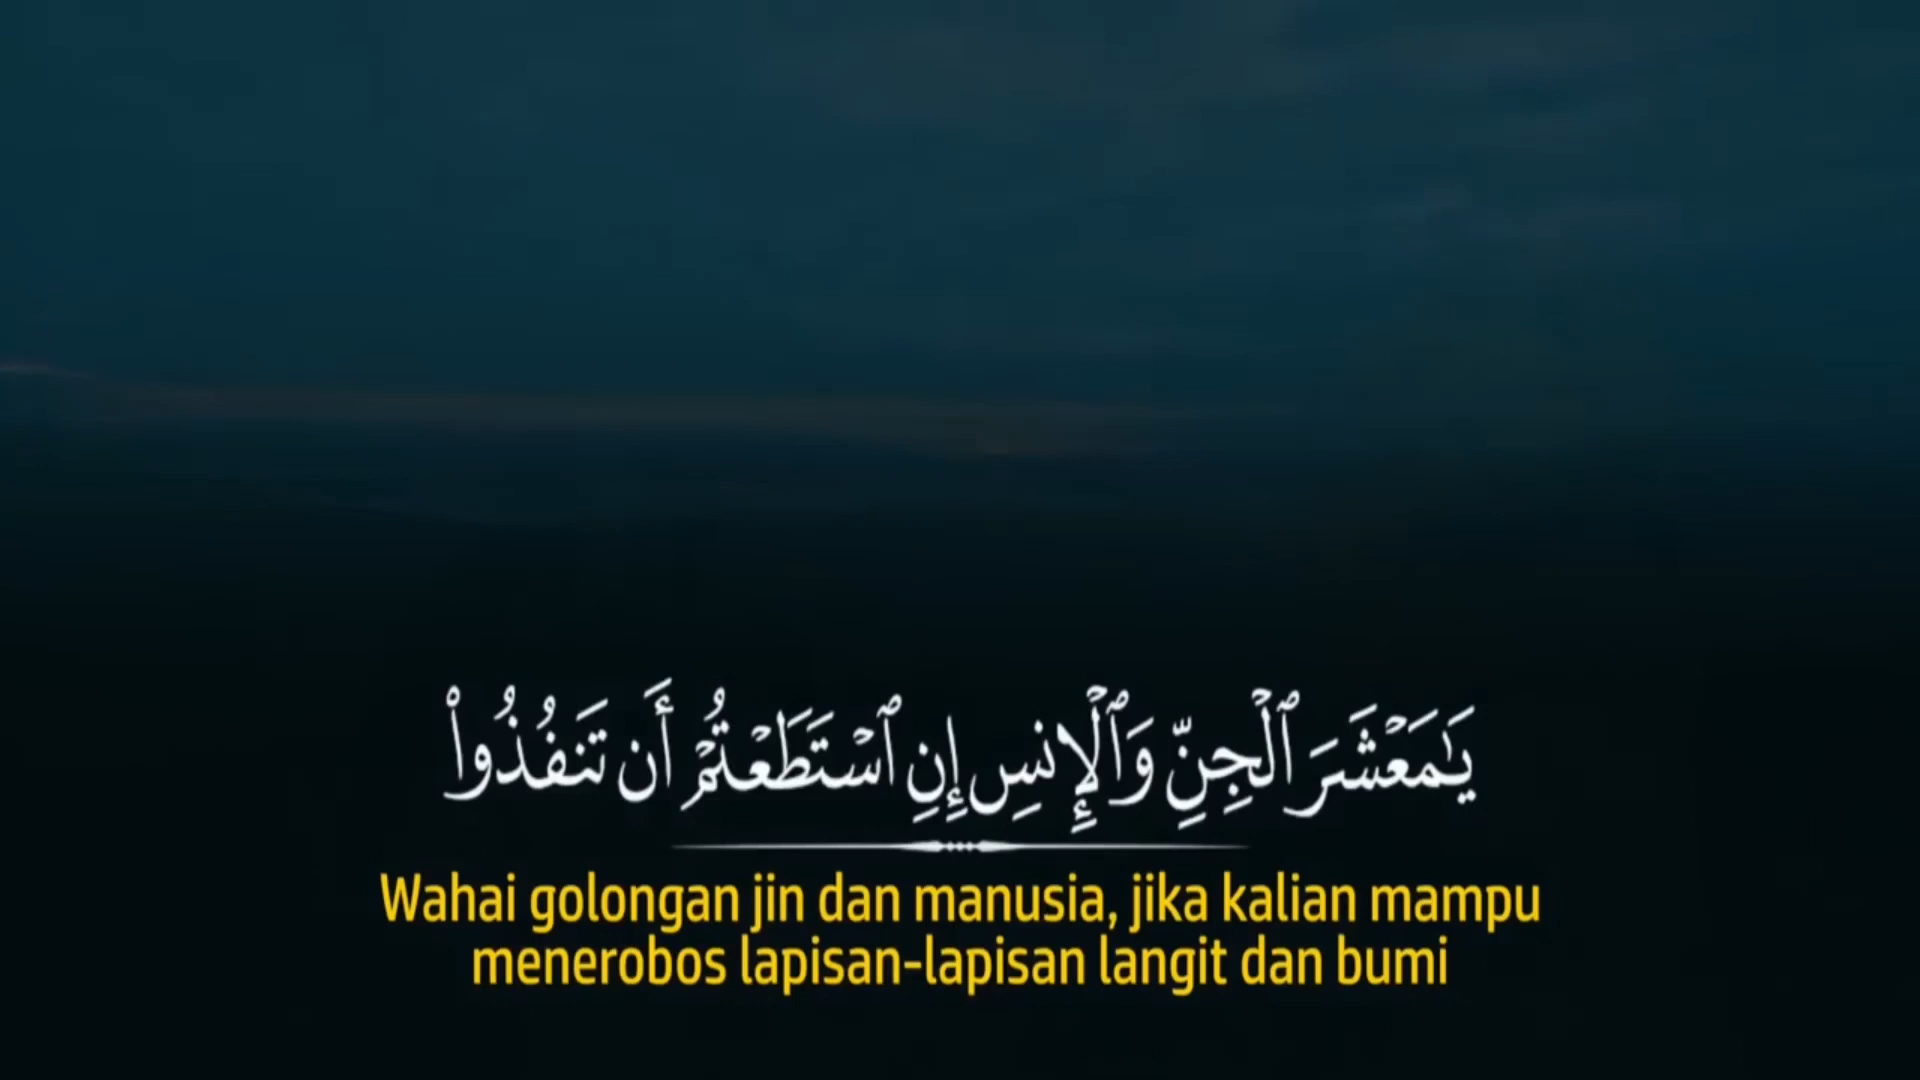 يَٰمَعۡشَرَ ٱلۡجِنِّ وَٱلۡإِنسِ إِنِ ٱسۡتَطَعۡتُمۡ أَن تَنفُذُواْ
Wahai golongan jin dan manusia, jika kalian mampu
menerobos lapisan-lapisan langit dan bumi